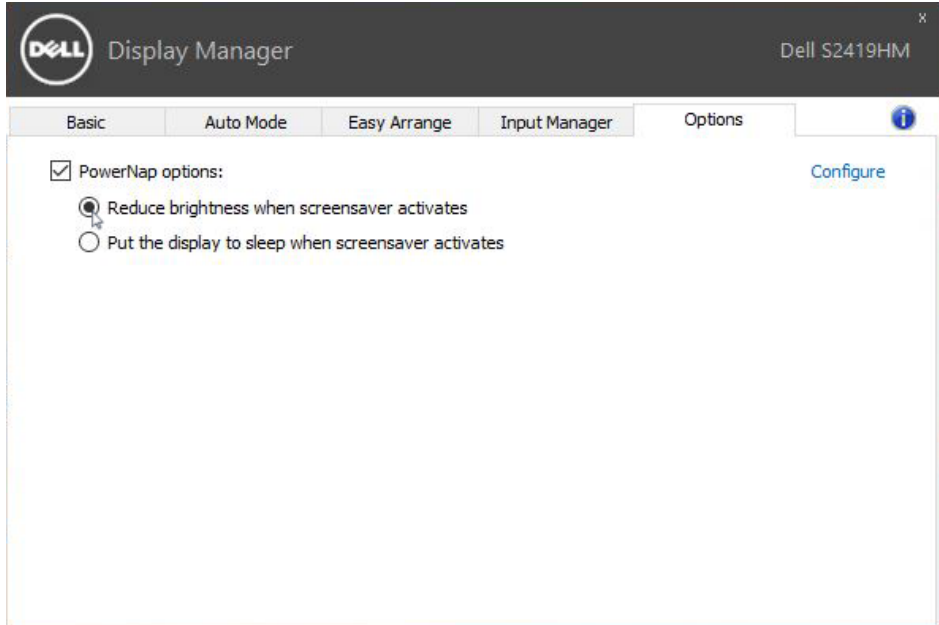 x
DELL Display Manager
Dell S2419HM
Basic Auto Mode Easy Arrange Input Manager Options i
PowerNap options: Configure
Reduce brightness when screensaver activates
Put the display to sleep when screensaver activates